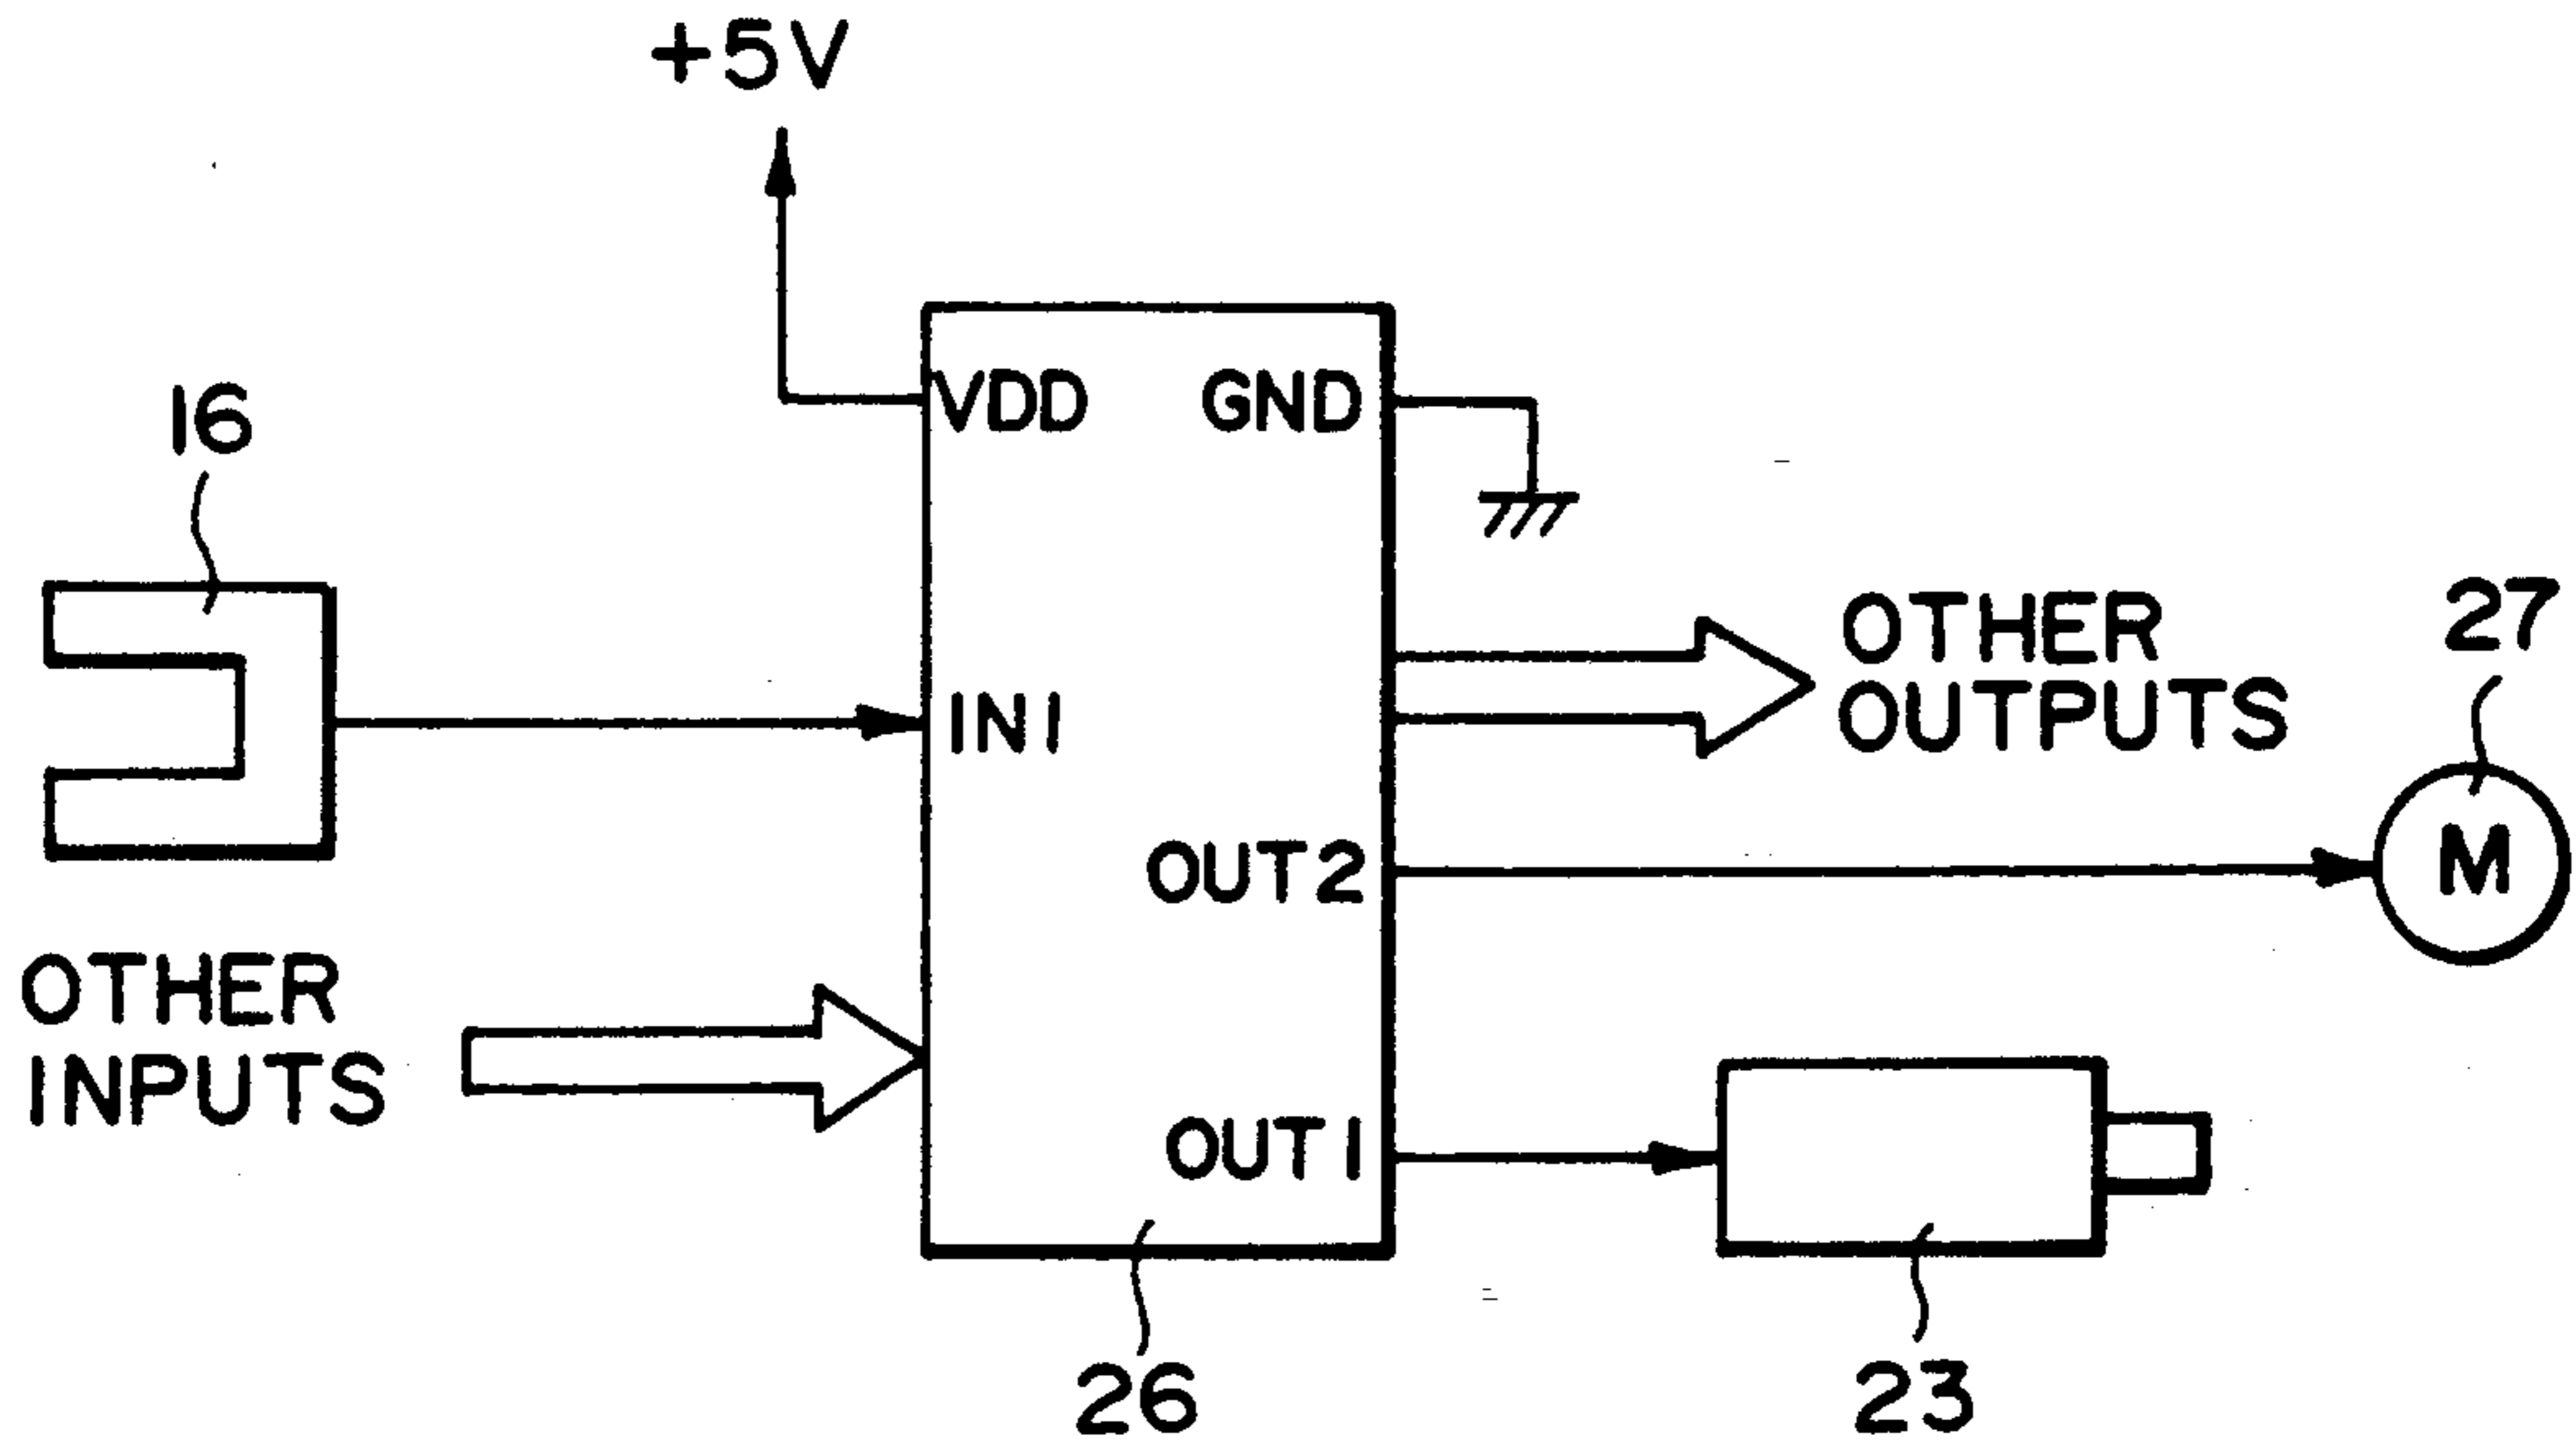 +5V
VDD
GND
16
IN1
OTHER
OUTPUTS
27
M
OUT2
OTHER
INPUTS
OUT1
26
23